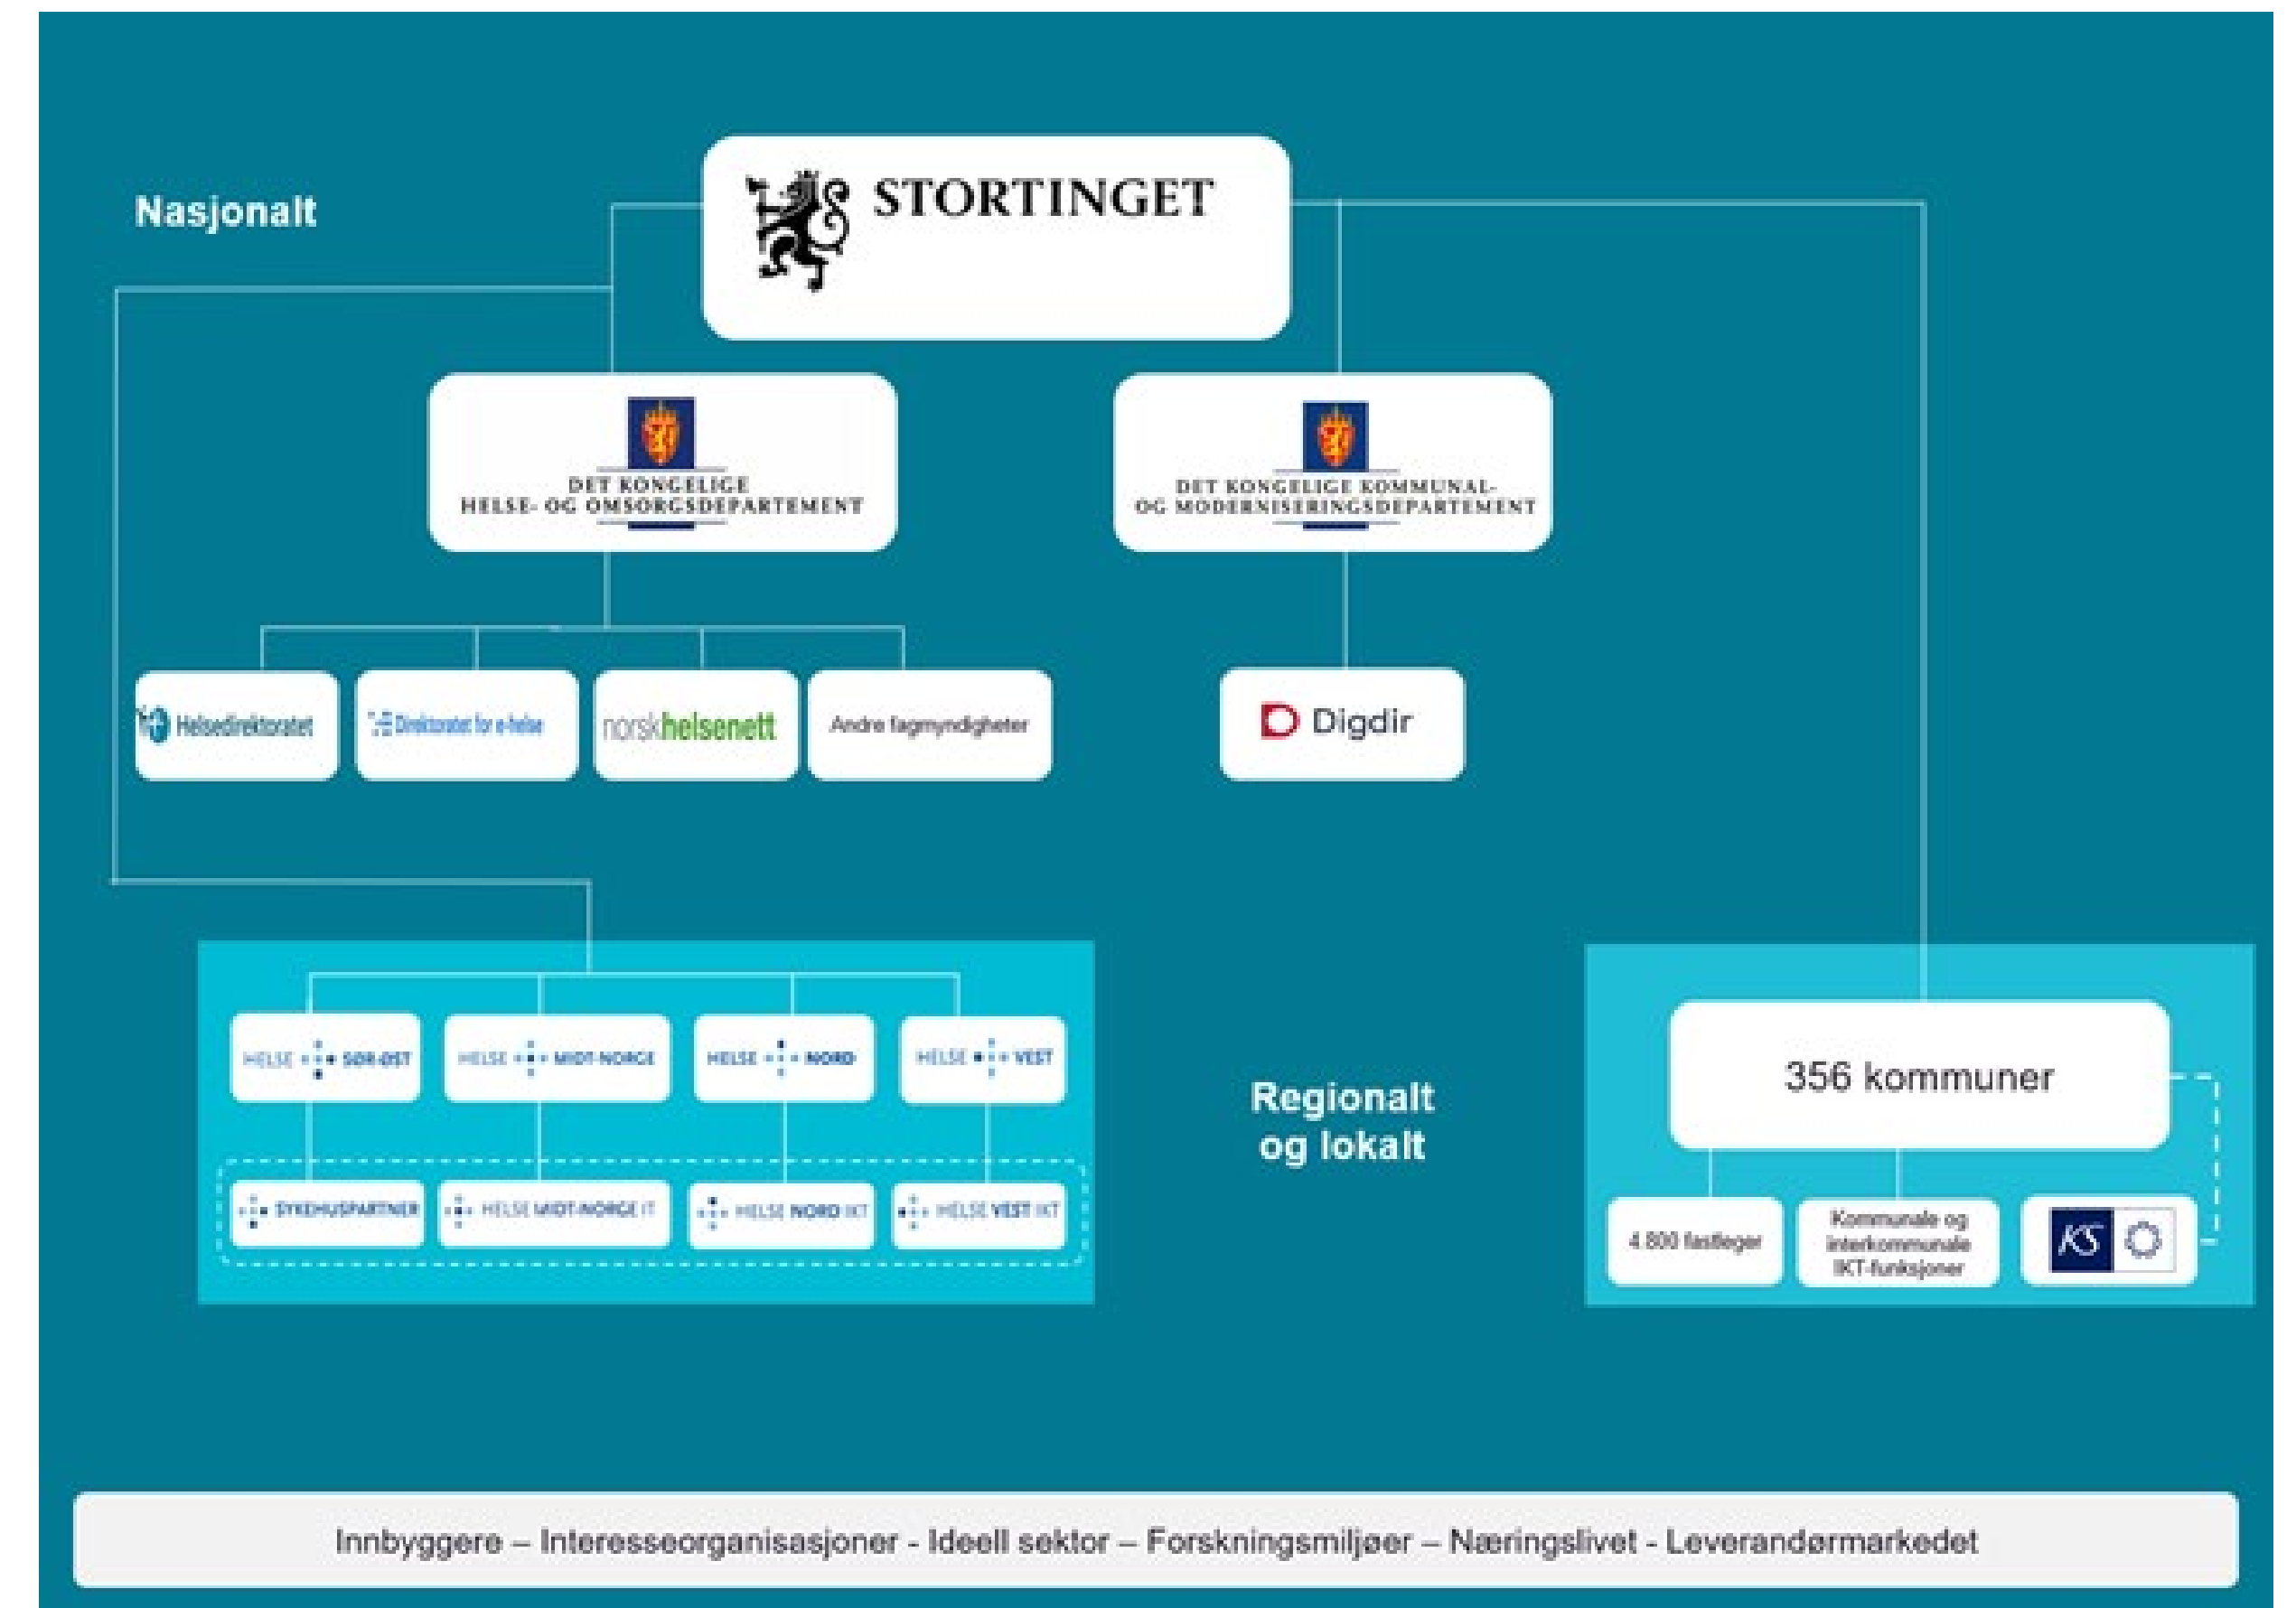 Nasjonalt
STORTINGET
DET KONGELIGE
HELSE- OG OMSORGSDEPARTEMENT
DET KONGELIGE KOMMUNAL-
OG MODERNISERINGSDEPARTEMENT
Helsedirektoratet
Direktoratet for e-helse
norskhelsenett
Andre fagmyndigheter
Digdir
HELSE SØR-ØST
HELSE MIDT-NORGE
HELSE NORD
HELSE VEST
SYKEHUSPARTNER
HELSE MIDT-NORGE IT
HELSE NORD IKT
HELSE VEST IKT
Regionalt
og lokalt
356 kommuner
4.800 fastleger
Kommunale og
interkommunale
IKT-funksjoner
KS
Innbyggere – Interesseorganisasjoner - Ideell sektor – Forskningsmiljøer – Næringslivet - Leverandørmarkedet